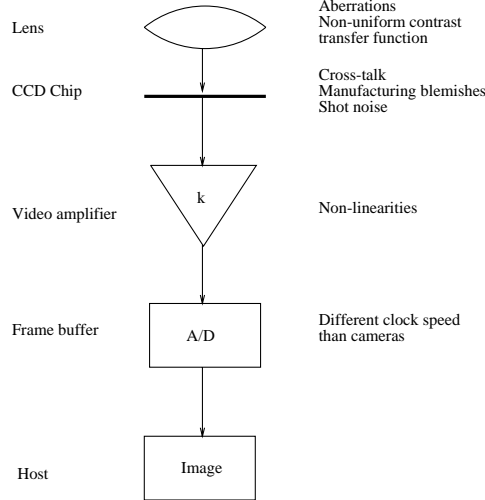 Lens
Aberrations
Non-uniform contrast
transfer function
CCD Chip
Cross-talk
Manufacturing blemishes
Shot noise
Video amplifier
k
Non-linearities
Frame buffer
A/D
Different clock speed
than cameras
Host
Image